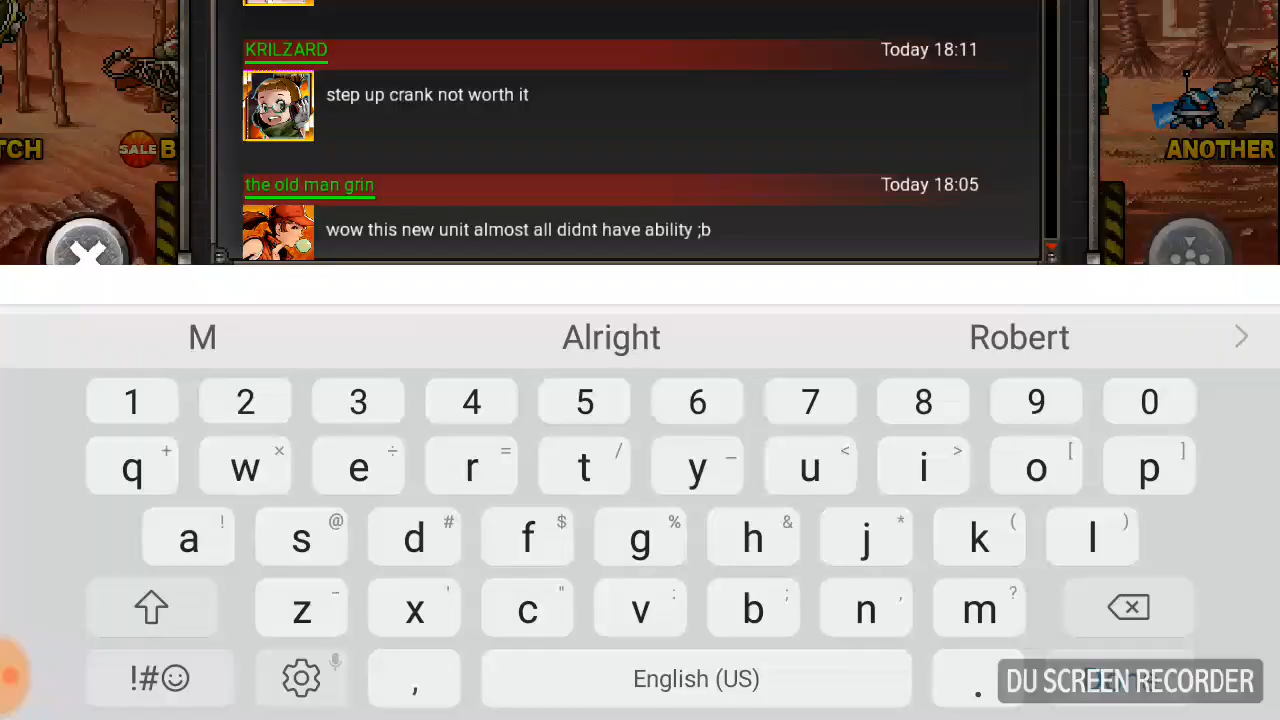 KRILZARD Today 18:11
step up crank not worth it
TCH SALE B ANOTHER
the old man grin Today 18:05
wow this new unit almost all didnt have ability ;b
M Alright Robert >
1 2 3 4 5 6 7 8 9 0
q + w × e ÷ r = t / y _ u < i > o [ p ]
a ! s @ d # f $ g % h & j * k ( l )
z - x ' c " v : b ; n , m ?
!#☺ , English (US) . DU SCREEN RECORDER